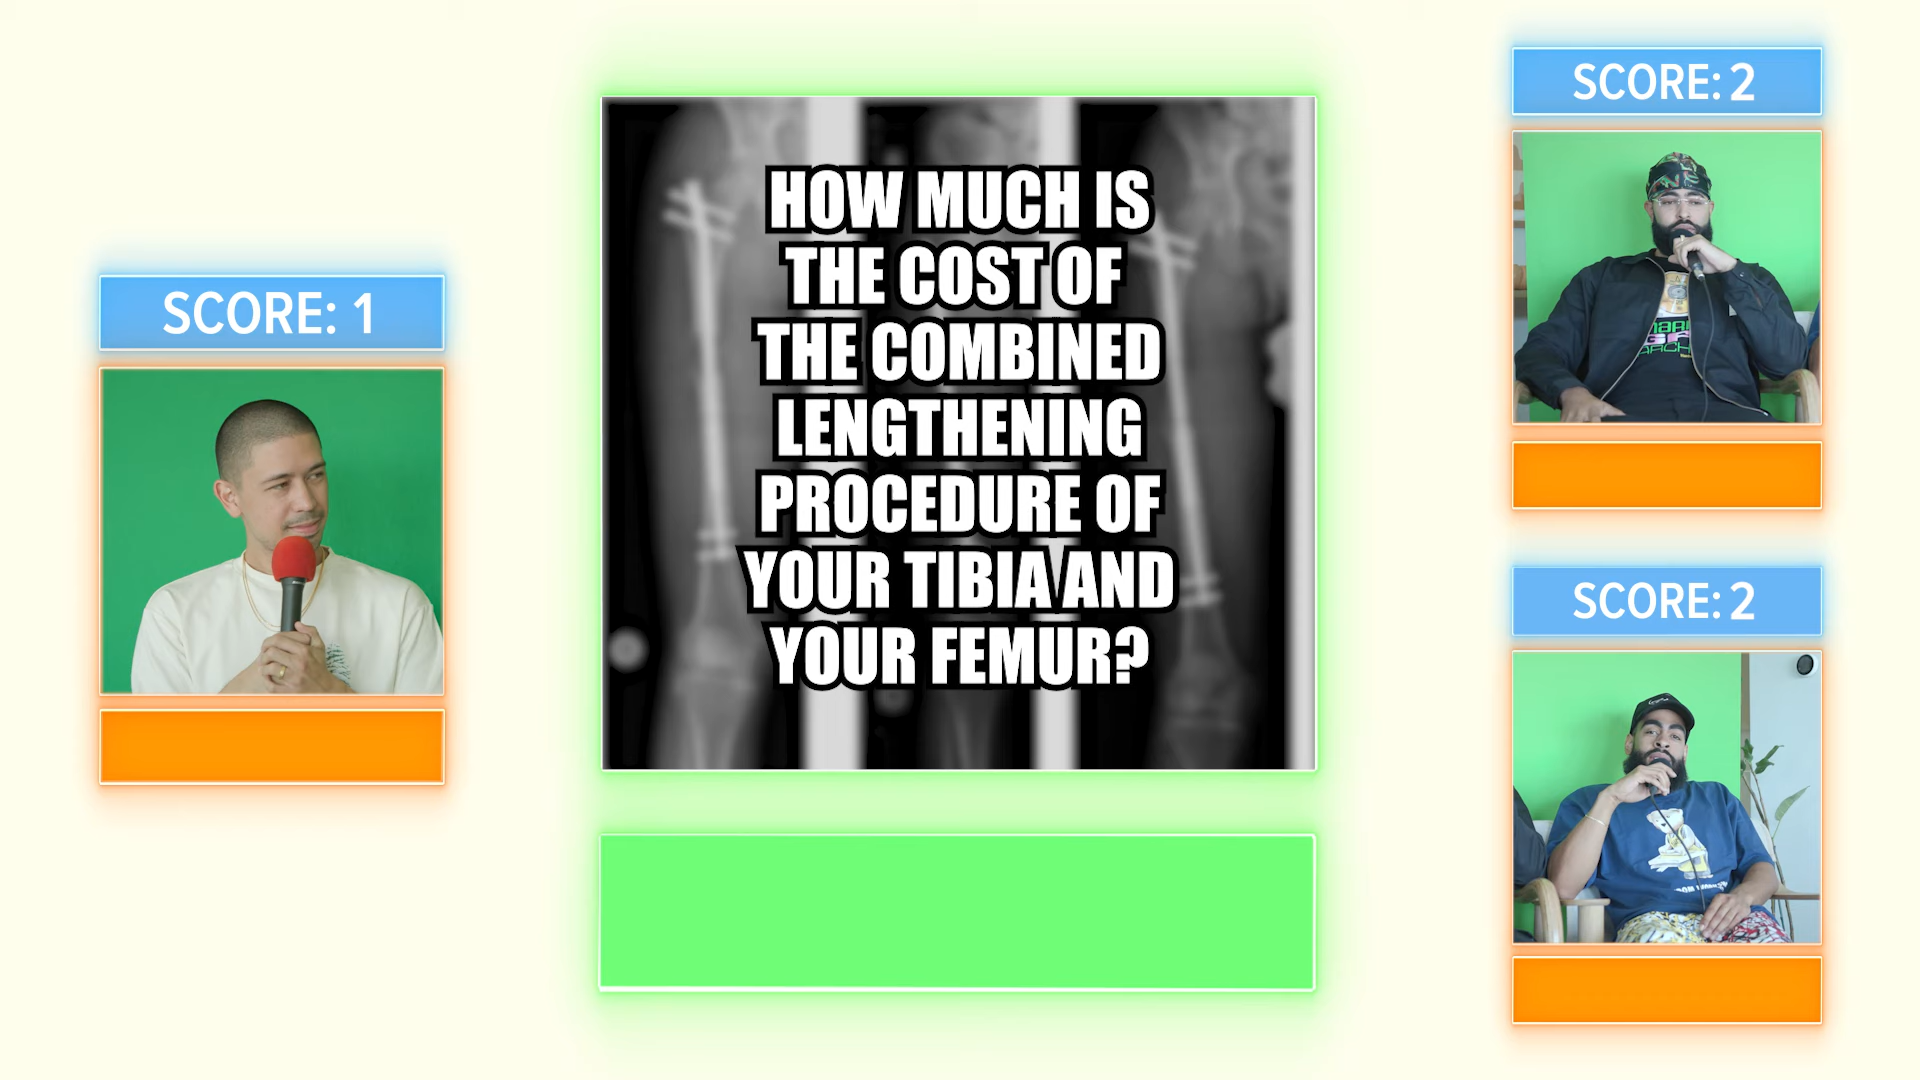 SCORE: 1
HOW MUCH IS
THE COST OF
THE COMBINED
LENGTHENING
PROCEDURE OF
YOUR TIBIA AND
YOUR FEMUR?
SCORE: 2
SCORE: 2